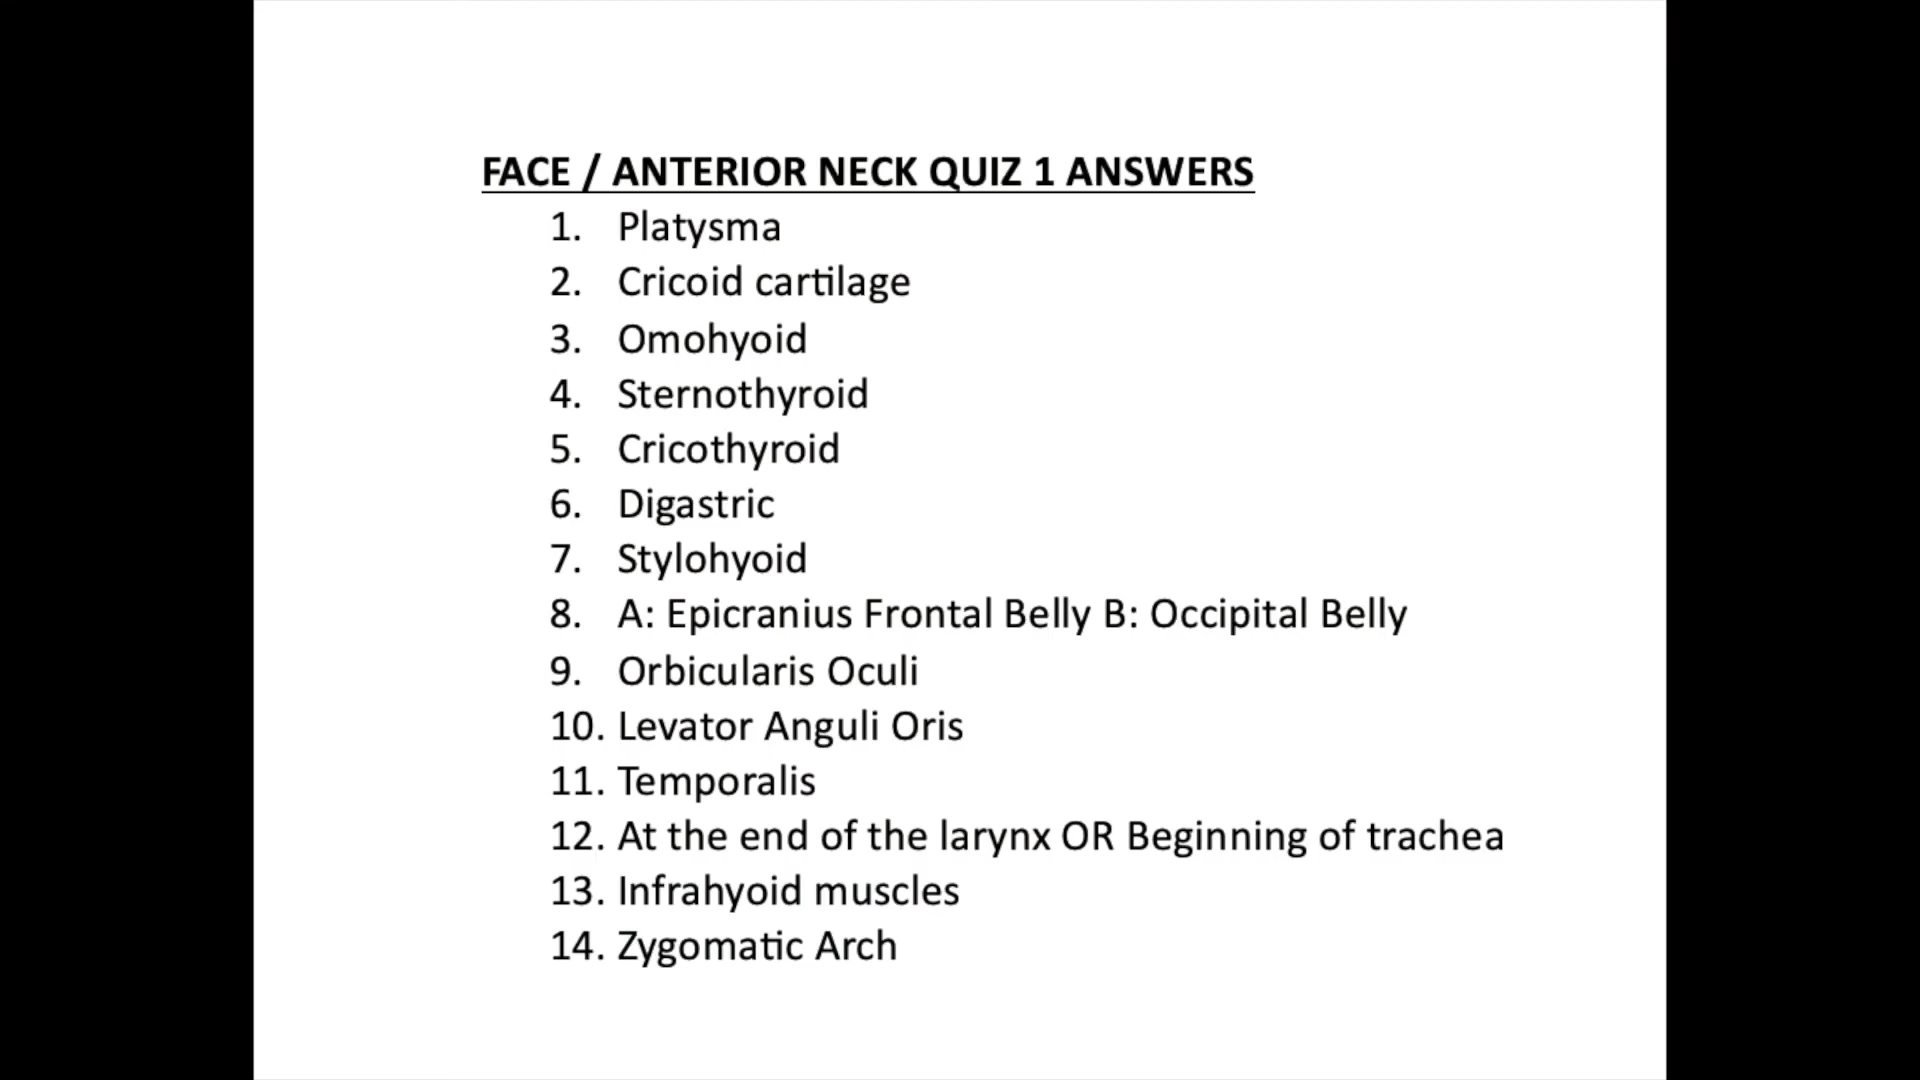 FACE / ANTERIOR NECK QUIZ 1 ANSWERS
1. Platysma
2. Cricoid cartilage
3. Omohyoid
4. Sternothyroid
5. Cricothyroid
6. Digastric
7. Stylohyoid
8. A: Epicranius Frontal Belly B: Occipital Belly
9. Orbicularis Oculi
10. Levator Anguli Oris
11. Temporalis
12. At the end of the larynx OR Beginning of trachea
13. Infrahyoid muscles
14. Zygomatic Arch